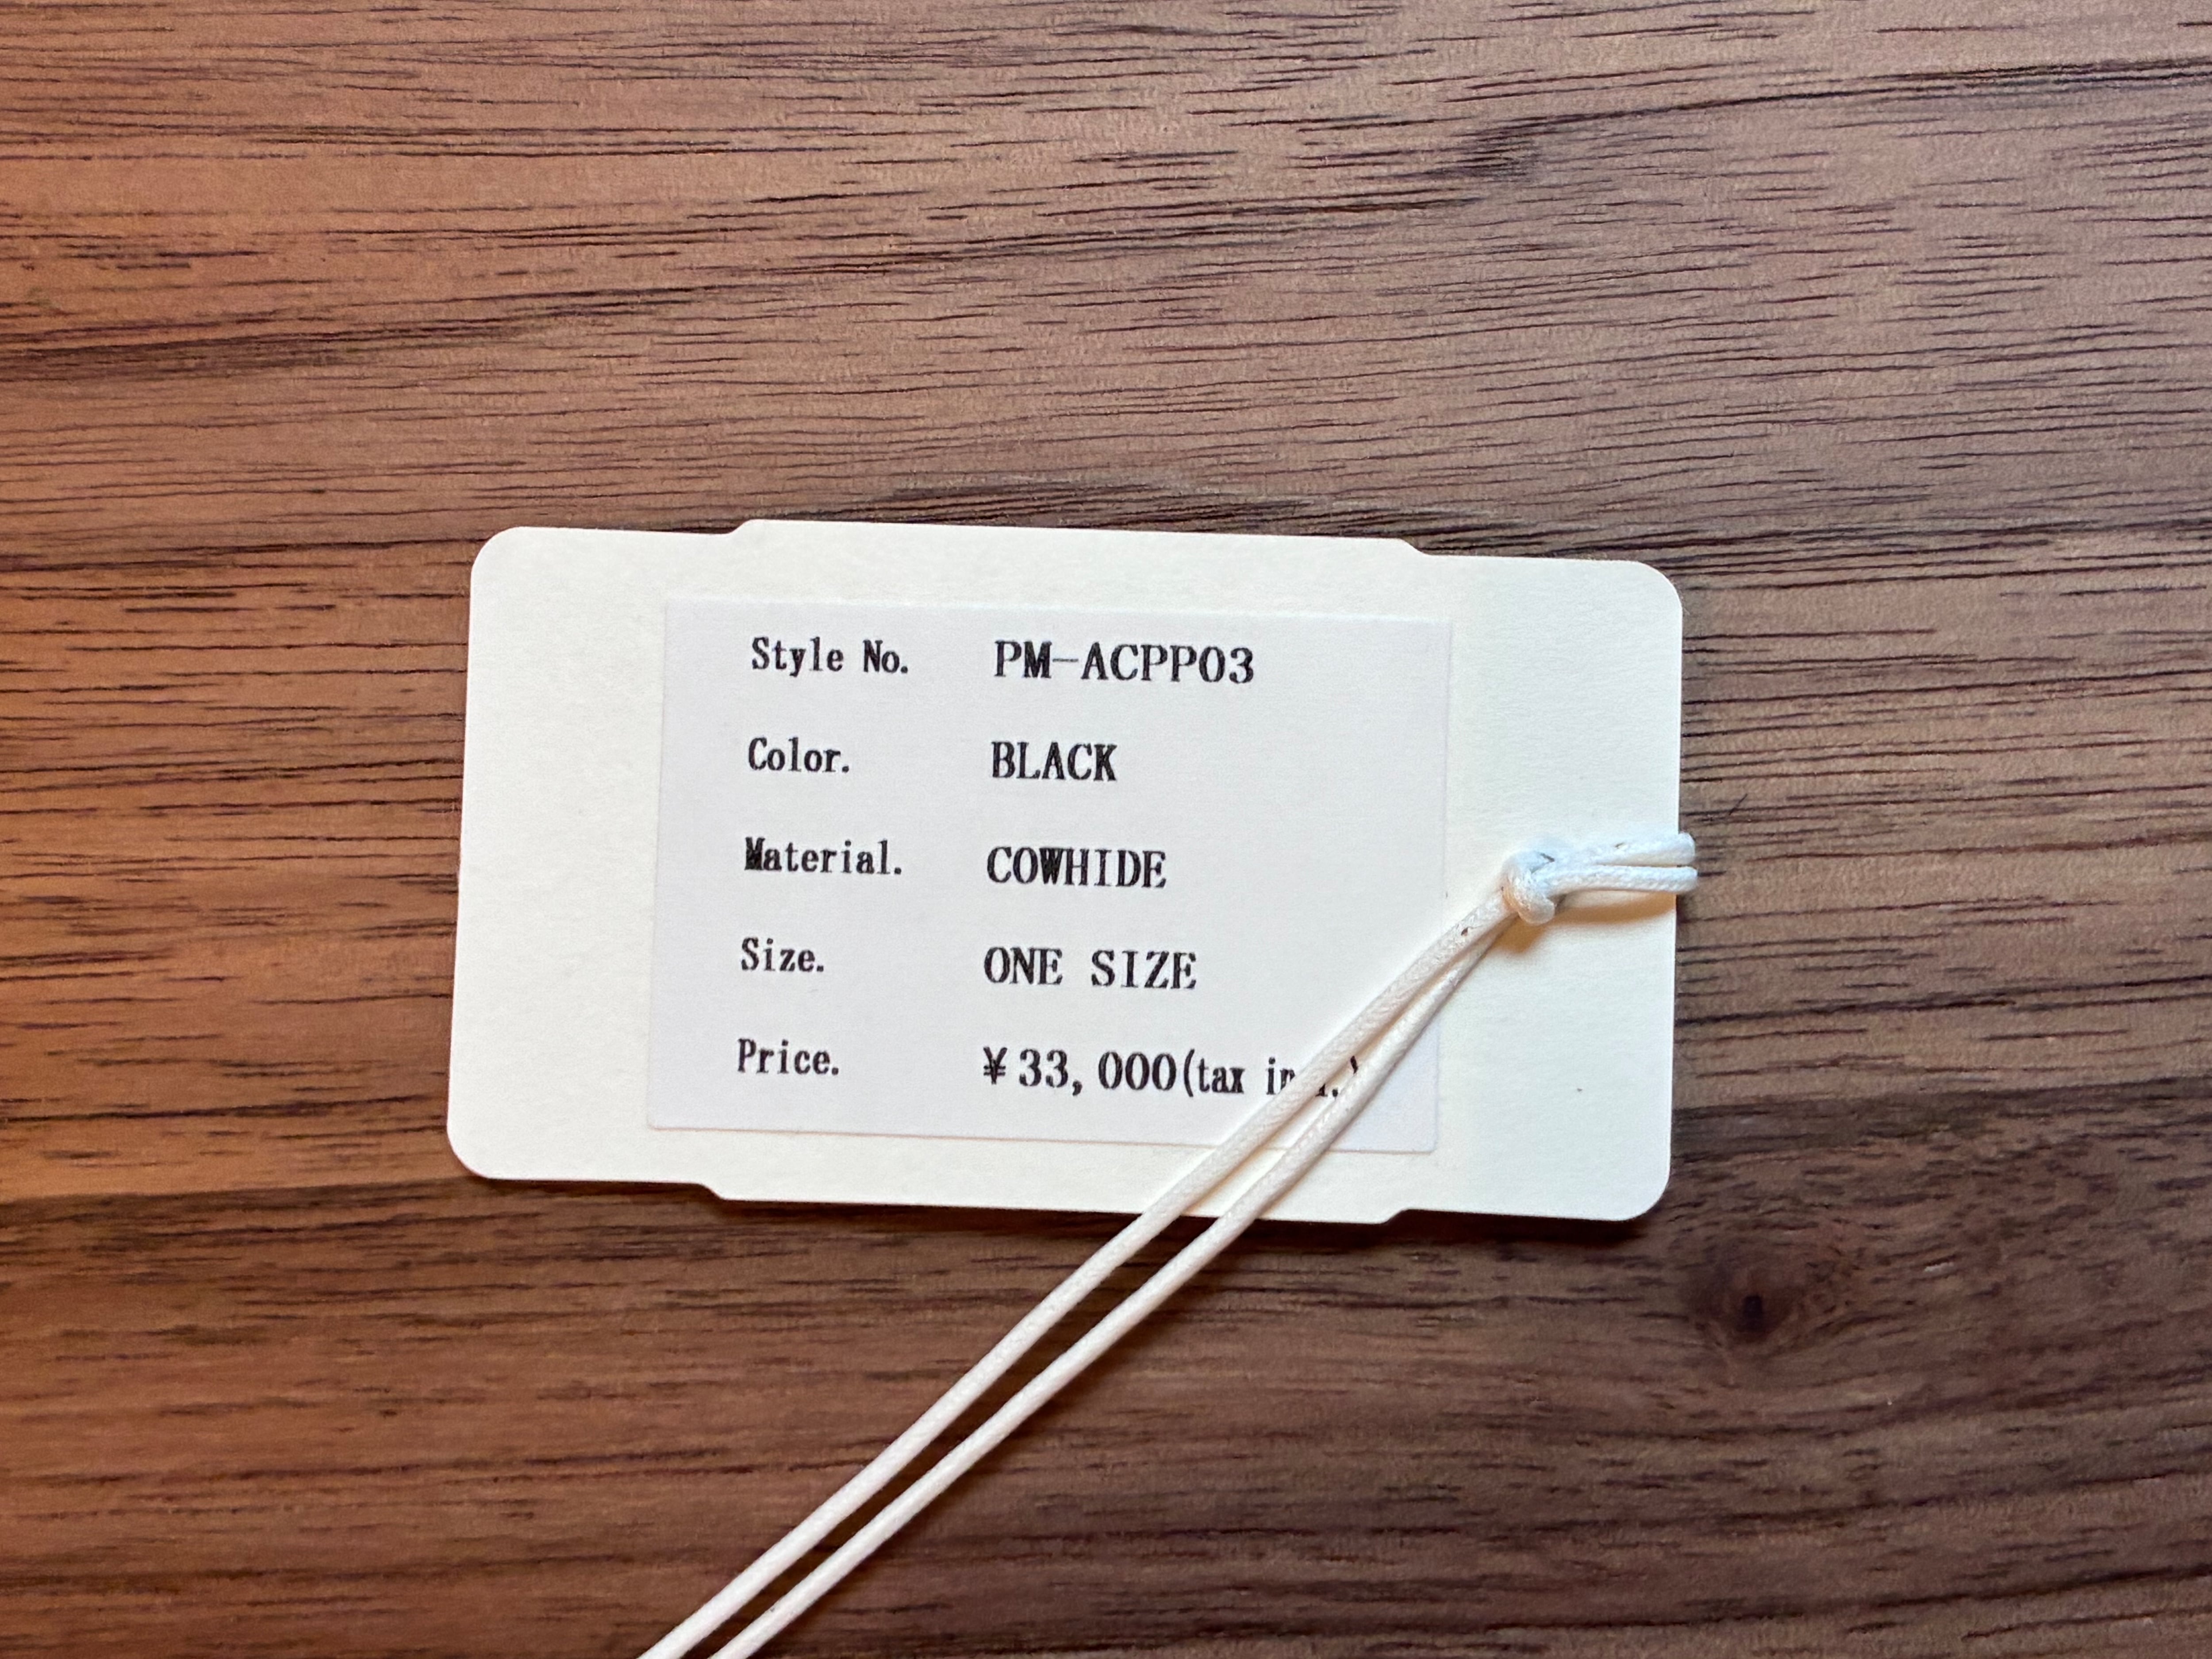 Style No. PM-ACPP03
Color. BLACK
Material. COWHIDE
Size. ONE SIZE
Price. ¥33,000(tax